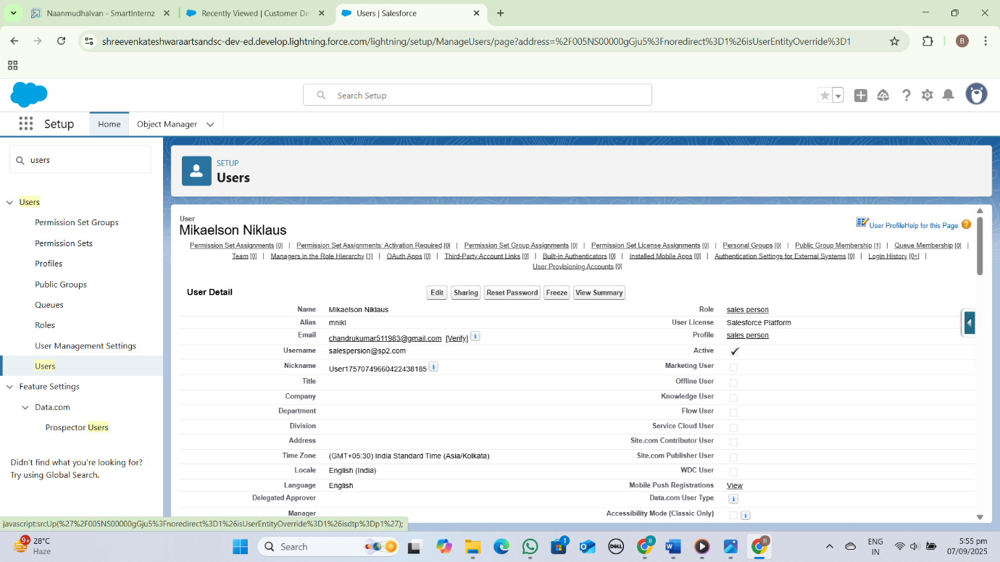 Naanmudhalvan - SmartInternz
Recently Viewed | Customer De
Users | Salesforce
shreevenkateshwaraartsandsc-dev-ed.develop.lightning.force.com/lightning/setup/ManageUsers/page?address=%2F005NS00000gGju5%3Fnoredirect%3D1%26isUserEntityOverride%3D1
B
Search Setup
Setup
Home
Object Manager
users
Users
Permission Set Groups
Permission Sets
Profiles
Public Groups
Queues
Roles
User Management Settings
Users
Feature Settings
Data.com
Prospector Users
Didn't find what you're looking for?
Try using Global Search.
SETUP
Users
User
Mikaelson Niklaus
User Profile Help for this Page ?
Permission Set Assignments [0] | Permission Set Assignments: Activation Required [0] | Permission Set Group Assignments [0] | Permission Set License Assignments [0] | Personal Groups [0] | Public Group Membership [1] | Queue Membership [0] |
Team [0] | Managers in the Role Hierarchy [1] | OAuth Apps [0] | Third-Party Account Links [0] | Built-in Authenticators [0] | Installed Mobile Apps [0] | Authentication Settings for External Systems [0] | Login History [0+] |
User Provisioning Accounts [0]
User Detail
Edit Sharing Reset Password Freeze View Summary
Name Mikaelson Niklaus Role sales person
Alias mnikl User License Salesforce Platform
Email chandrukumar511983@gmail.com [Verify] i Profile sales person
Username salespersion@sp2.com Active
Nickname User17570749660422438185 i Marketing User
Title Offline User
Company Knowledge User
Department Flow User
Division Service Cloud User
Address Site.com Contributor User
Time Zone (GMT+05:30) India Standard Time (Asia/Kolkata) Site.com Publisher User
Locale English (India) WDC User
Language English Mobile Push Registrations View
Delegated Approver Data.com User Type i
Manager Accessibility Mode (Classic Only) i
javascript:srcUp(%27%2F005NS00000gGju5%3Fnoredirect%3D1%26isUserEntityOverride%3D1%26isdtp%3Dp1%27);
9+
28°C
Haze
Search
1
DELL
B
B
ENG
IN
5:55 pm
07/09/2025